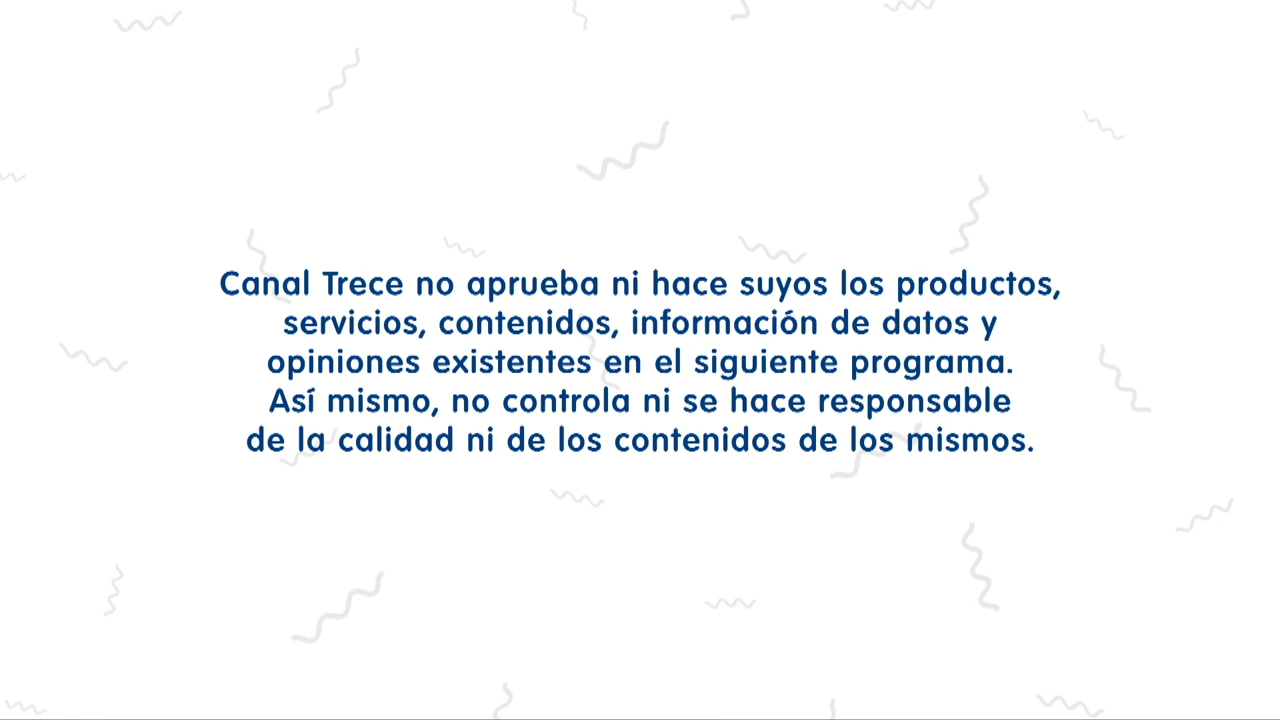 Canal Trece no aprueba ni hace suyos los productos,
servicios, contenidos, información de datos y
opiniones existentes en el siguiente programa.
Así mismo, no controla ni se hace responsable
de la calidad ni de los contenidos de los mismos.